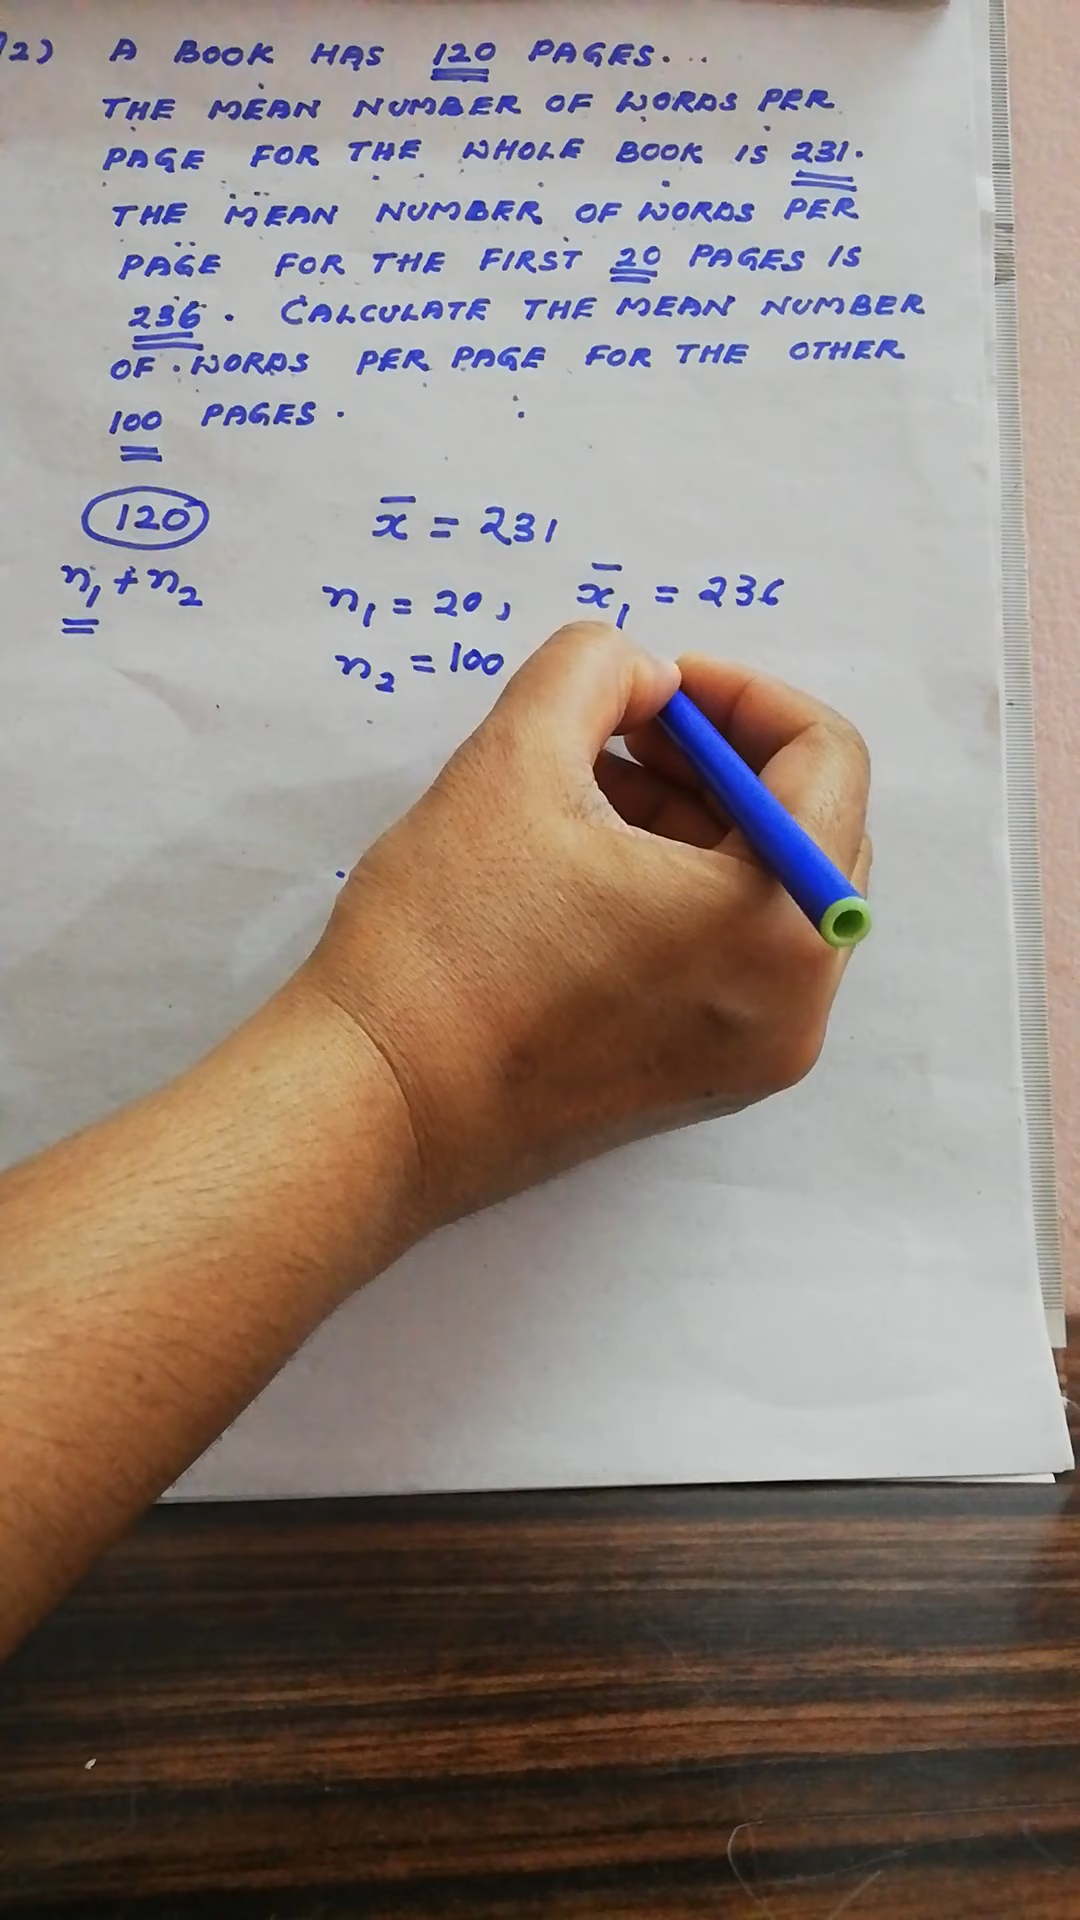 12) A BOOK HAS 120 PAGES...
THE MEAN NUMBER OF WORDS PER
PAGE FOR THE WHOLE BOOK IS 231.
THE MEAN NUMBER OF WORDS PER
PAGE FOR THE FIRST 20 PAGES IS
236. CALCULATE THE MEAN NUMBER
OF WORDS PER PAGE FOR THE OTHER
100 PAGES.
120 x̄ = 231
n₁ + n₂ n₁ = 20, x̄₁ = 236
n₂ = 100